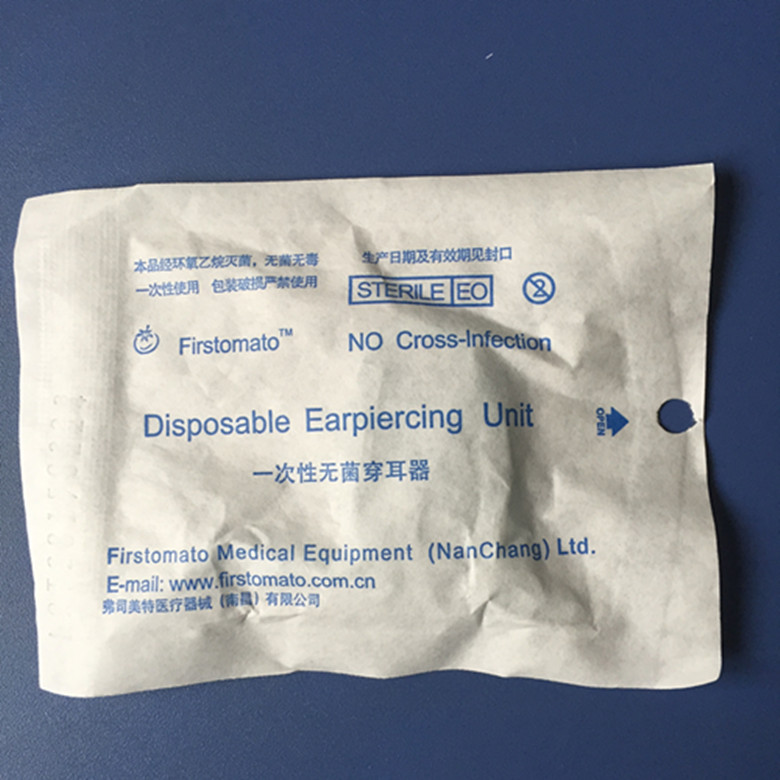 本品经环氧乙烷灭菌，无菌无毒
生产日期及有效期见封口
一次性使用 包装破损严禁使用
STERILE EO
2
Firstomato™
NO Cross-Infection
Disposable Earpiercing Unit
OPEN
一次性无菌穿耳器
Firstomato Medical Equipment (NanChang) Ltd.
E-mail: www.firstomato.com.cn
弗司美特医疗器械（南昌）有限公司